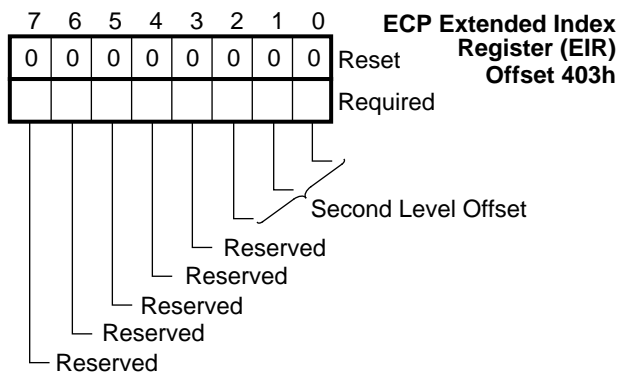 7 6 5 4 3 2 1 0
ECP Extended Index
Register (EIR)
Offset 403h
0 0 0 0 0 0 0 0 Reset
Required
Second Level Offset
Reserved
Reserved
Reserved
Reserved
Reserved